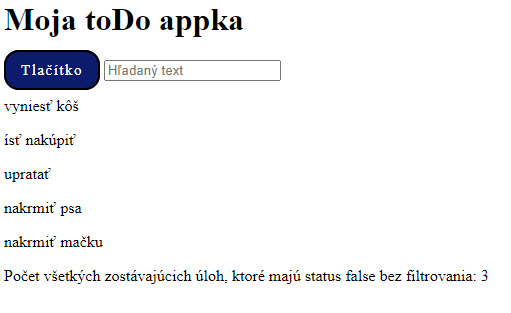 Moja toDo appka
Tlačítko Hľadaný text
vyniesť kôš
ísť nakúpiť
upratať
nakrmiť psa
nakrmiť mačku
Počet všetkých zostávajúcich úloh, ktoré majú status false bez filtrovania: 3